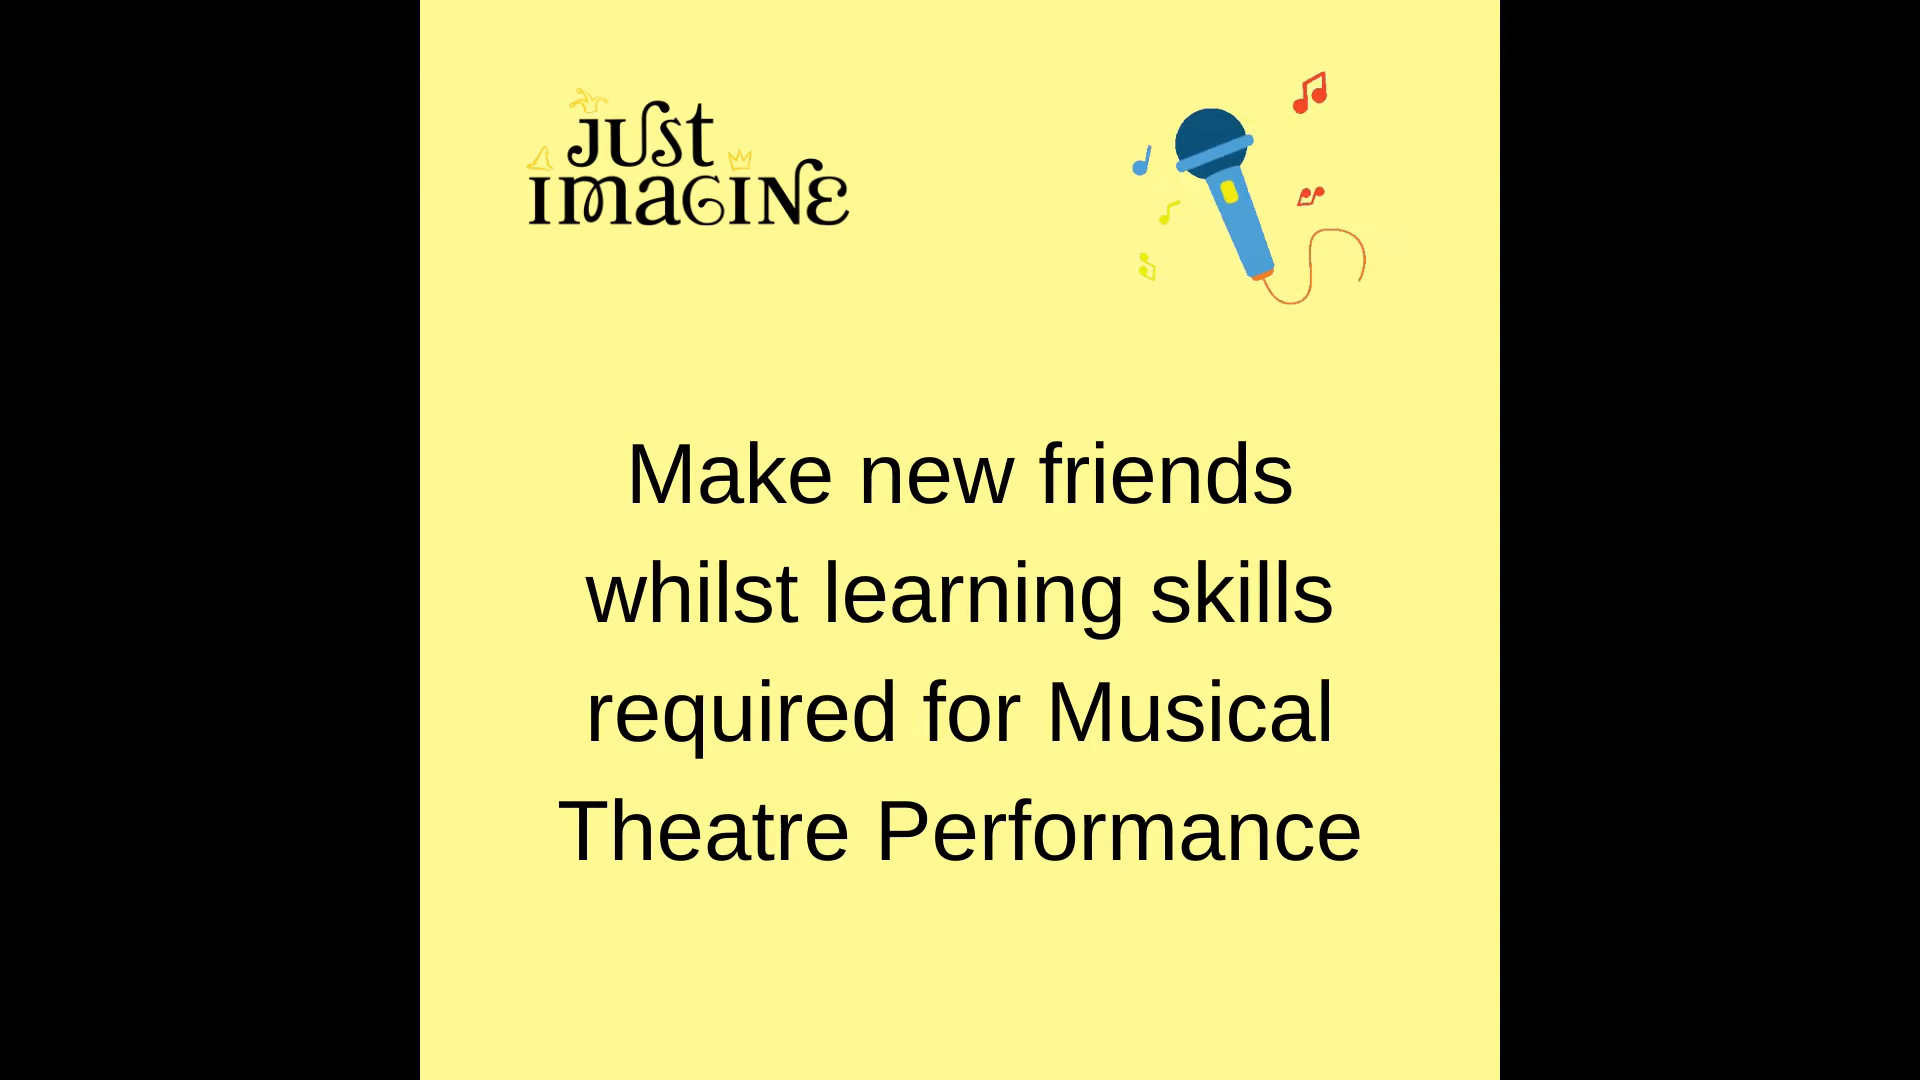 JUST
IMAGINE
Make new friends
whilst learning skills
required for Musical
Theatre Performance